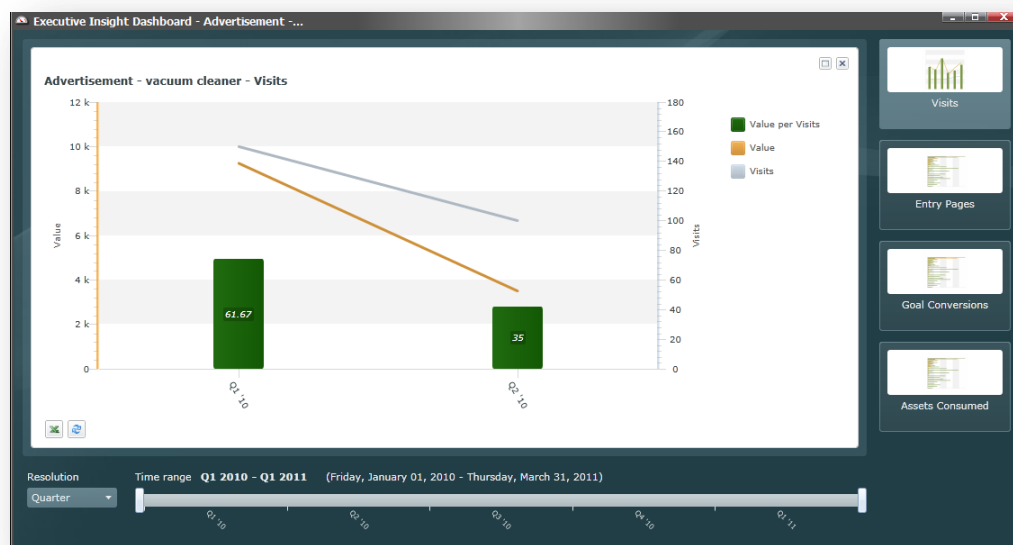 Executive Insight Dashboard - Advertisement -...
Advertisement - vacuum cleaner - Visits
12 k
10 k
8 k
6 k
4 k
2 k
0
Value
180
160
140
120
100
80
60
40
20
0
Visits
61.67
35
Q1 '10
Q2 '10
Value per Visits
Value
Visits
Visits
Entry Pages
Goal Conversions
Assets Consumed
Resolution
Quarter
Time range Q1 2010 - Q1 2011 (Friday, January 01, 2010 - Thursday, March 31, 2011)
Q1 '10
Q2 '10
Q3 '10
Q4 '10
Q1 '11